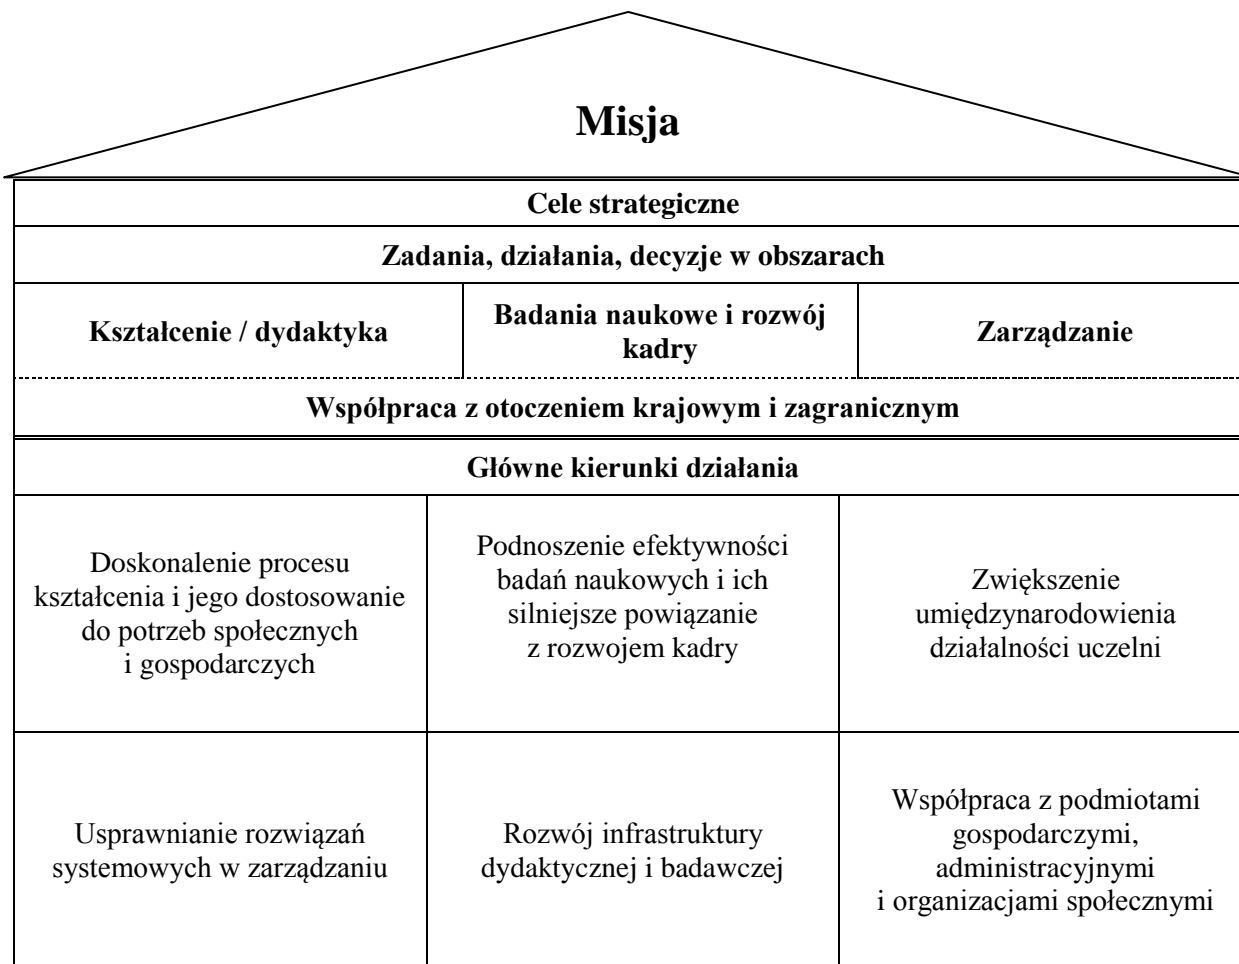 Misja
Cele strategiczne
Zadania, działania, decyzje w obszarach
Kształcenie / dydaktyka
Badania naukowe i rozwój
kadry
Zarządzanie
Współpraca z otoczeniem krajowym i zagranicznym
Główne kierunki działania
Doskonalenie procesu
kształcenia i jego dostosowanie
do potrzeb społecznych
i gospodarczych
Podnoszenie efektywności
badań naukowych i ich
silniejsze powiązanie
z rozwojem kadry
Zwiększenie
umiędzynarodowienia
działalności uczelni
Usprawnianie rozwiązań
systemowych w zarządzaniu
Rozwój infrastruktury
dydaktycznej i badawczej
Współpraca z podmiotami
gospodarczymi,
administracyjnymi
i organizacjami społecznymi